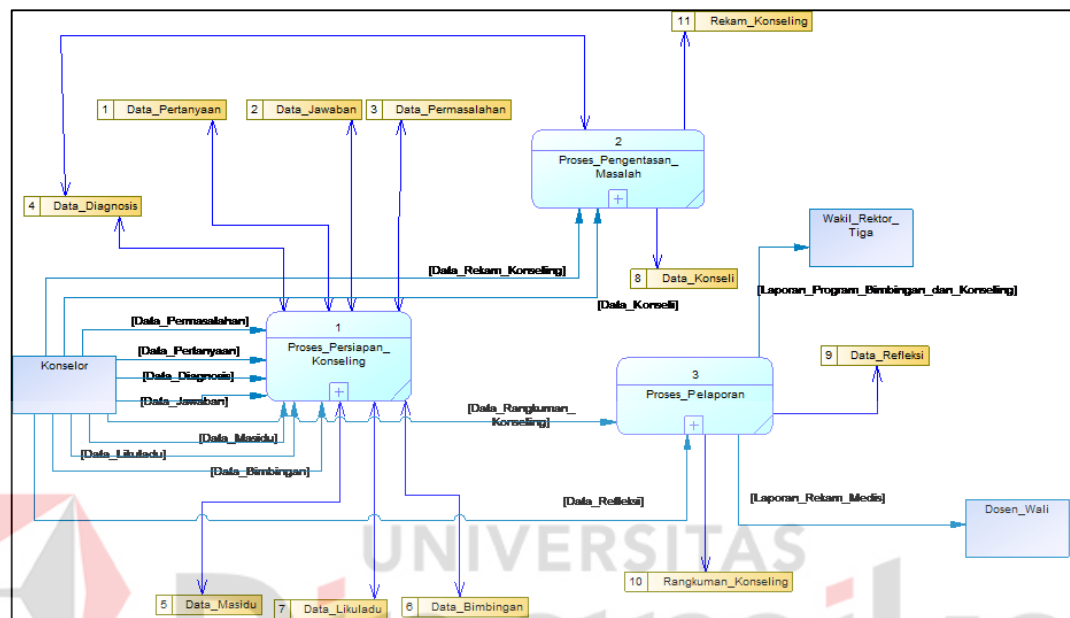 11 Rekam_Konseling
1 Data_Pertanyaan
2 Data_Jawaban
3 Data_Permasalahan
2
Proses_Pengentasan_
Masalah
4 Data_Diagnosis
Wakil_Rektor_
Tiga
[Data_Rekam_Konseling]
8 Data_Konseli
[Laporan_Program_Bimbingan_dan_Konseling]
[Data_Konseli]
[Data_Permasalahan]
1
Proses_Persiapan_
Konseling
Konselor
[Data_Pertanyaan]
[Data_Diagnosis]
[Data_Jawaban]
9 Data_Refleksi
3
Proses_Pelaporan
[Data_Rangkuman_
Konseling]
[Data_Masidu]
[Data_Likuladu]
[Data_Bimbingan]
[Data_Refleksi]
[Laporan_Rekam_Medis]
Dosen_Wali
UNIVERSITAS
10 Rangkuman_Konseling
5 Data_Masidu
7 Data_Likuladu
6 Data_Bimbingan